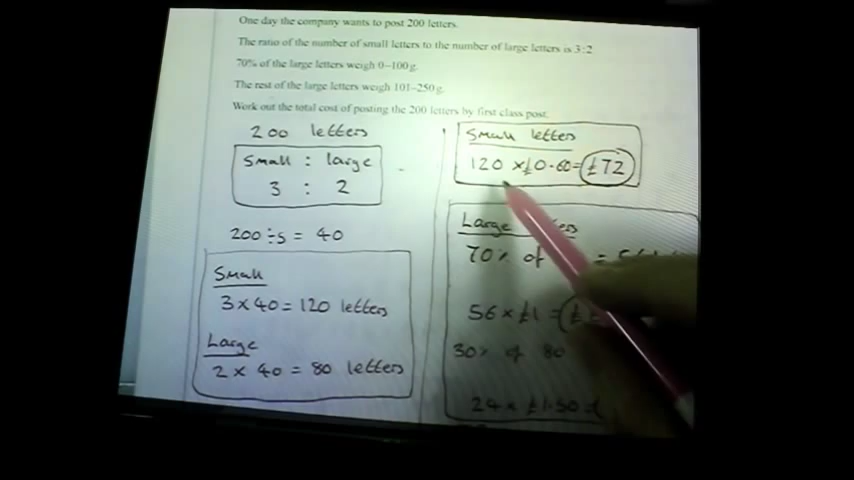 One day the company wants to post 200 letters.
The ratio of the number of small letters to the number of large letters is 3:2
70% of the large letters weigh 0–100g.
The rest of the large letters weigh 101–250g.
Work out the total cost of posting the 200 letters by first class post.
200 letters
Small : large
3 : 2
200 ÷ 5 = 40
Small
3 x 40 = 120 letters
Large
2 x 40 = 80 letters
Small letters
120 x £0.60 = £72
Large
70% of =
56 x £1 = £
30% of 80
24 x £1.50 =